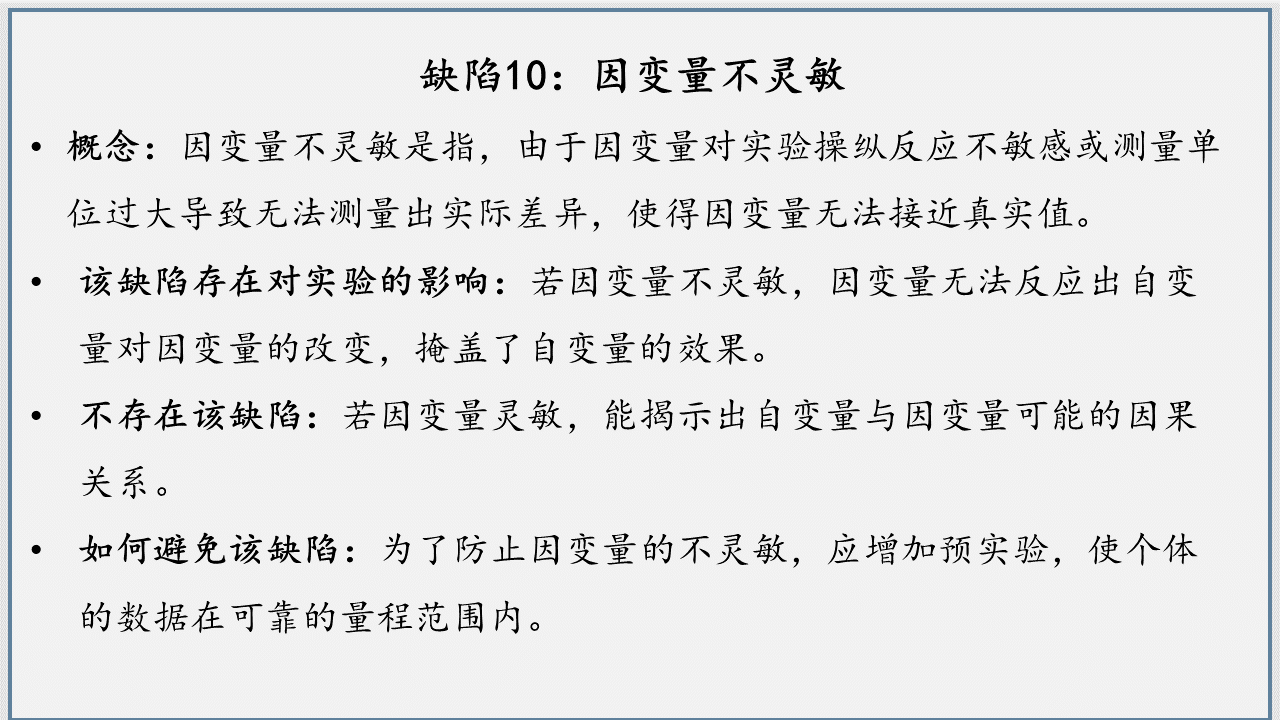 缺陷10：因变量不灵敏
• 概念：因变量不灵敏是指，由于因变量对实验操纵反应不敏感或测量单
位过大导致无法测量出实际差异，使得因变量无法接近真实值。
• 该缺陷存在对实验的影响：若因变量不灵敏，因变量无法反应出自变
量对因变量的改变，掩盖了自变量的效果。
• 不存在该缺陷：若因变量灵敏，能揭示出自变量与因变量可能的因果
关系。
• 如何避免该缺陷：为了防止因变量的不灵敏，应增加预实验，使个体
的数据在可靠的量程范围内。